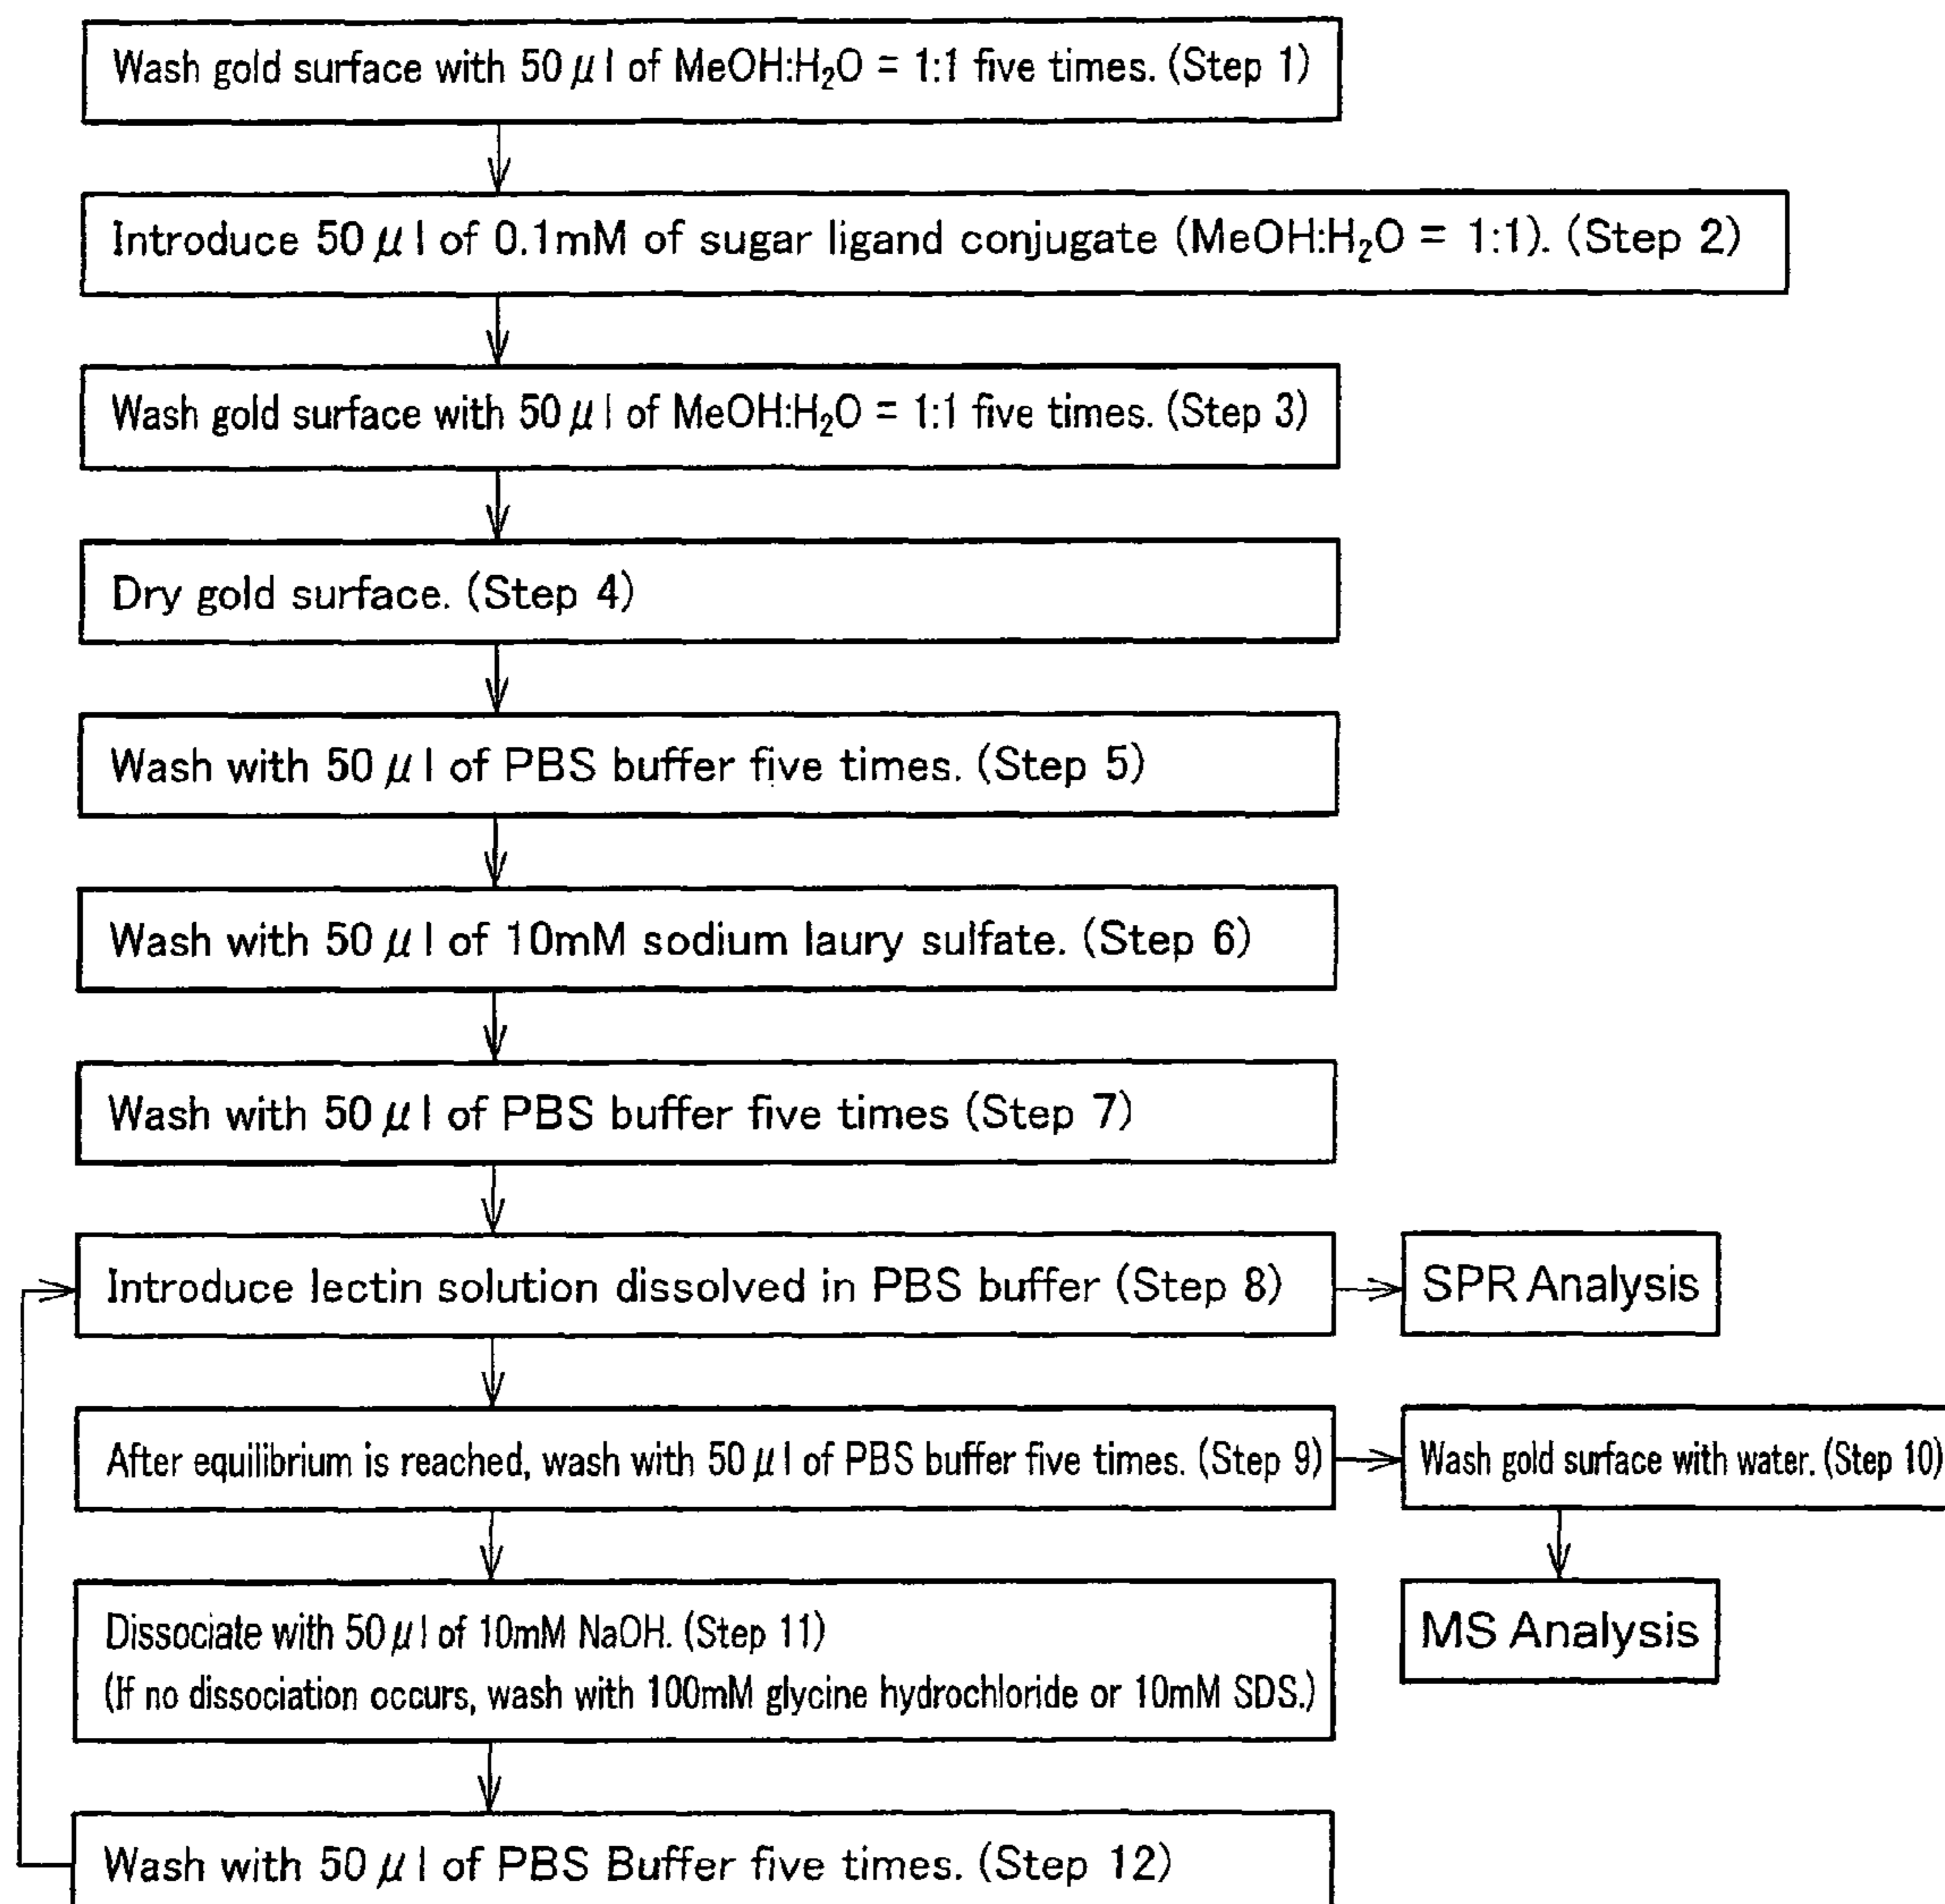 Wash gold surface with 50 μl of MeOH:H₂O = 1:1 five times. (Step 1)
Introduce 50 μl of 0.1mM of sugar ligand conjugate (MeOH:H₂O = 1:1). (Step 2)
Wash gold surface with 50 μl of MeOH:H₂O = 1:1 five times. (Step 3)
Dry gold surface. (Step 4)
Wash with 50 μl of PBS buffer five times. (Step 5)
Wash with 50 μl of 10mM sodium laury sulfate. (Step 6)
Wash with 50 μl of PBS buffer five times (Step 7)
Introduce lectin solution dissolved in PBS buffer (Step 8)
SPR Analysis
After equilibrium is reached, wash with 50 μl of PBS buffer five times. (Step 9)
Wash gold surface with water. (Step 10)
Dissociate with 50 μl of 10mM NaOH. (Step 11)
(If no dissociation occurs, wash with 100mM glycine hydrochloride or 10mM SDS.)
MS Analysis
Wash with 50 μl of PBS Buffer five times. (Step 12)